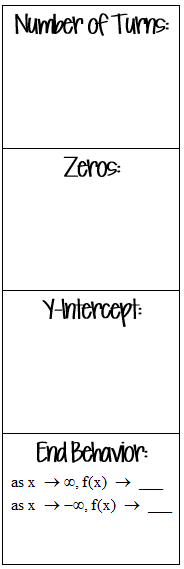 Number of Turns:
Zeros:
Y-Intercept:
End Behavior:
as x → ∞, f(x) → ___
as x → −∞, f(x) → ___